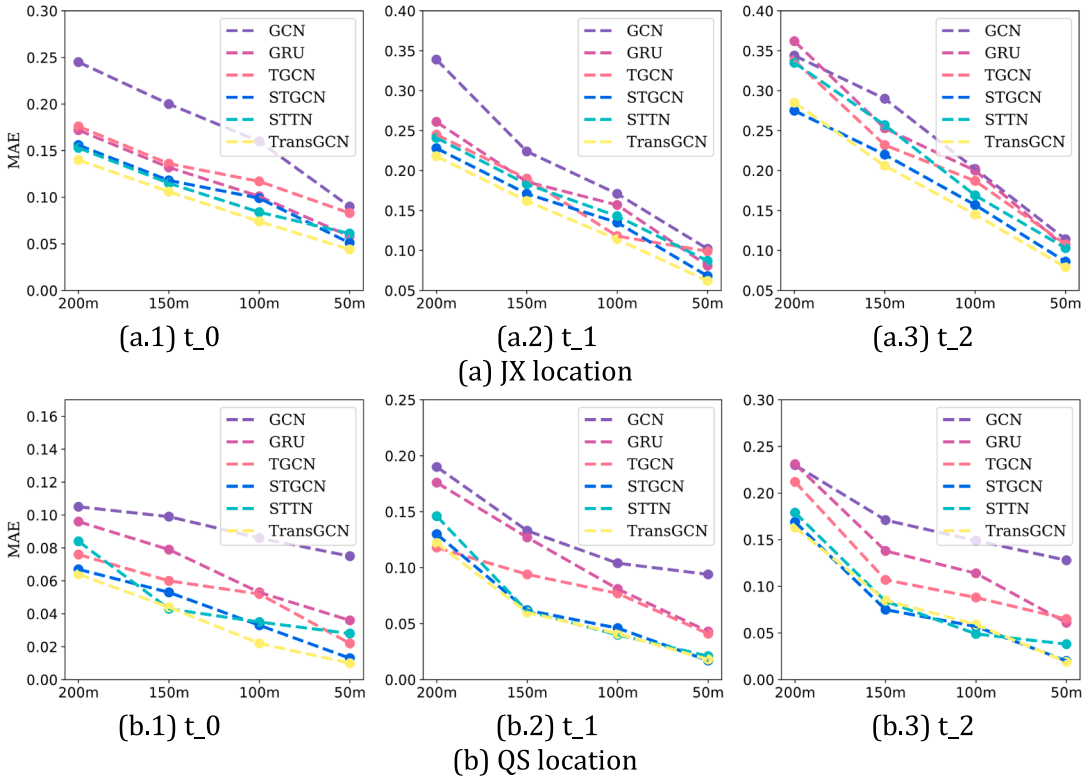 0.30
0.25
0.20
0.15
0.10
0.05
0.00
MAE
GCN
GRU
TGCN
STGCN
STTN
TransGCN
200m 150m 100m 50m
(a.1) t_0
0.40
0.35
0.30
0.25
0.20
0.15
0.10
0.05
GCN
GRU
TGCN
STGCN
STTN
TransGCN
200m 150m 100m 50m
(a.2) t_1
0.40
0.35
0.30
0.25
0.20
0.15
0.10
0.05
GCN
GRU
TGCN
STGCN
STTN
TransGCN
200m 150m 100m 50m
(a.3) t_2
(a) JX location
0.16
0.14
0.12
0.10
0.08
0.06
0.04
0.02
0.00
MAE
GCN
GRU
TGCN
STGCN
STTN
TransGCN
200m 150m 100m 50m
(b.1) t_0
0.25
0.20
0.15
0.10
0.05
0.00
GCN
GRU
TGCN
STGCN
STTN
TransGCN
200m 150m 100m 50m
(b.2) t_1
0.30
0.25
0.20
0.15
0.10
0.05
0.00
GCN
GRU
TGCN
STGCN
STTN
TransGCN
200m 150m 100m 50m
(b.3) t_2
(b) QS location